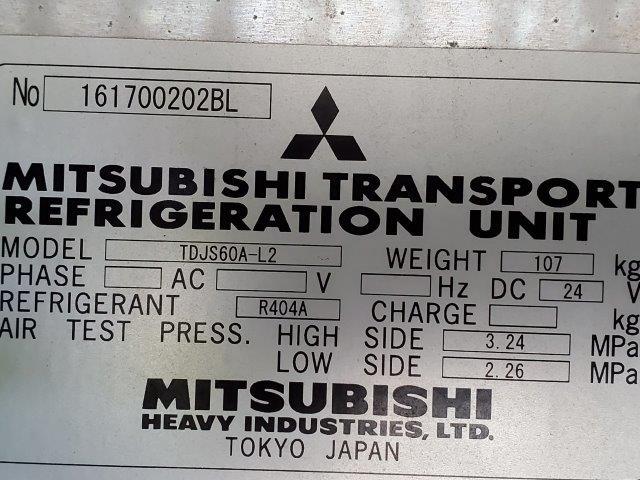 No 161700202BL
MITSUBISHI TRANSPORT
REFRIGERATION UNIT
MODEL TDJS60A-L2 WEIGHT 107 kg
PHASE AC V Hz DC 24 V
REFRIGERANT R404A CHARGE kg
AIR TEST PRESS. HIGH SIDE 3.24 MPa
LOW SIDE 2.26 MPa
MITSUBISHI
HEAVY INDUSTRIES, LTD.
TOKYO JAPAN